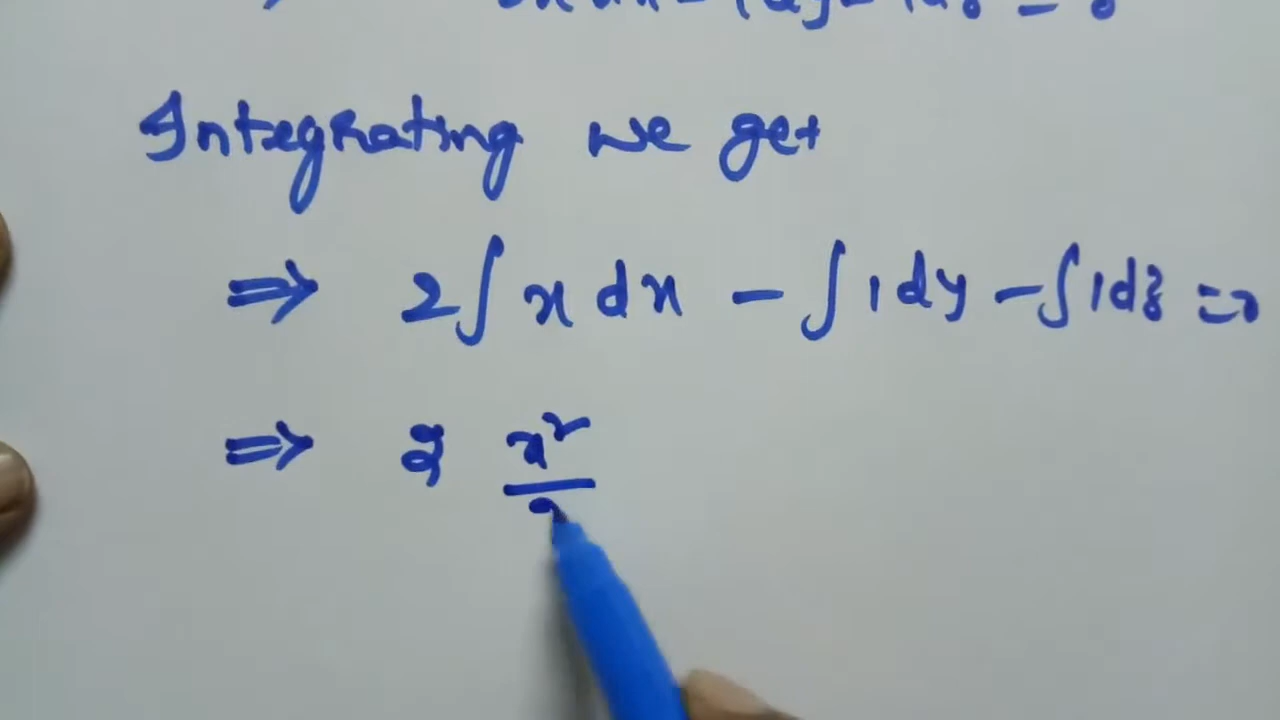 Integrating we get
⇒ 2∫x dx - ∫1dy - ∫1dz = 0
⇒ 2 x²/2